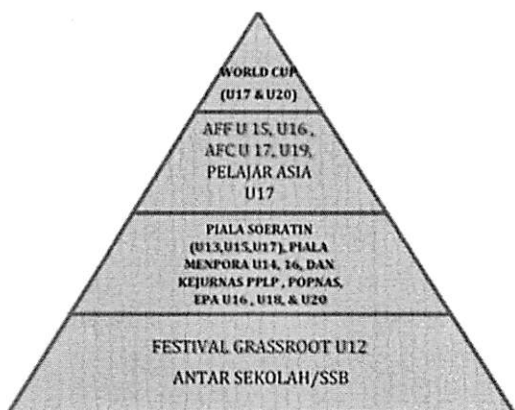 WORLD CUP
(U17 & U20)
AFF U 15, U16 ,
AFC U 17, U19,
PELAJAR ASIA
U17
PIALA SOERATIN
(U13,U15,U17), PIALA
MENPORA U14, 16, DAN
KEJURNAS PPLP , POPNAS,
EPA U16 , U18, & U20
FESTIVAL GRASSROOT U12
ANTAR SEKOLAH/SSB